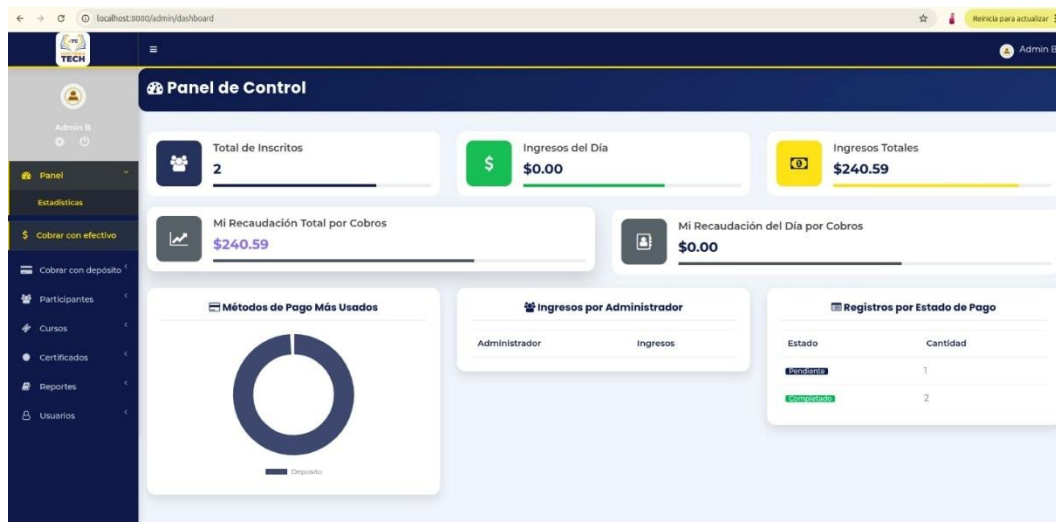 localhost:8080/admin/dashboard
Reinicia para actualizar
TECH
Admin B
Admin B
Panel
Estadísticas
Cobrar con efectivo
Cobrar con depósito
Participantes
Cursos
Certificados
Reportes
Usuarios
Panel de Control
Total de Inscritos
2
Ingresos del Día
$0.00
Ingresos Totales
$240.59
Mi Recaudación Total por Cobros
$240.59
Mi Recaudación del Día por Cobros
$0.00
Métodos de Pago Más Usados
Deposito
Ingresos por Administrador
Administrador Ingresos
Registros por Estado de Pago
Estado Cantidad
Pendiente 1
Completado 2